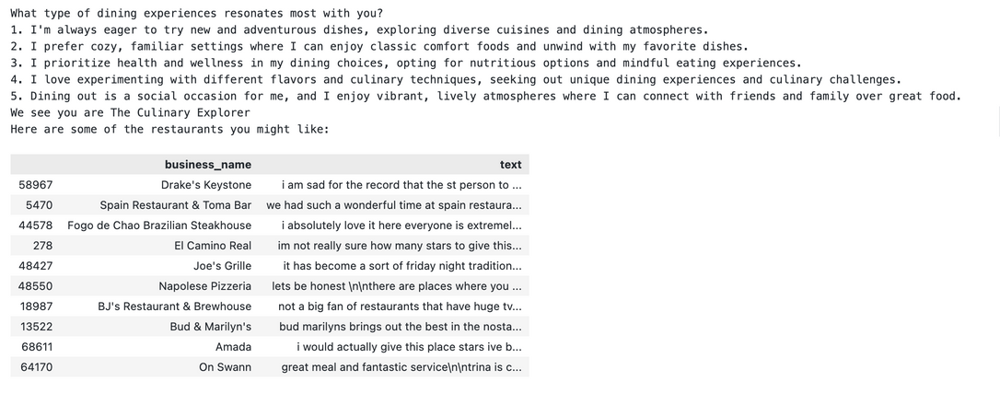 What type of dining experiences resonates most with you?
1. I'm always eager to try new and adventurous dishes, exploring diverse cuisines and dining atmospheres.
2. I prefer cozy, familiar settings where I can enjoy classic comfort foods and unwind with my favorite dishes.
3. I prioritize health and wellness in my dining choices, opting for nutritious options and mindful eating experiences.
4. I love experimenting with different flavors and culinary techniques, seeking out unique dining experiences and culinary challenges.
5. Dining out is a social occasion for me, and I enjoy vibrant, lively atmospheres where I can connect with friends and family over great food.
We see you are The Culinary Explorer
Here are some of the restaurants you might like:
business_name text
58967 Drake's Keystone i am sad for the record that the st person to ...
5470 Spain Restaurant & Toma Bar we had such a wonderful time at spain restaura...
44578 Fogo de Chao Brazilian Steakhouse i absolutely love it here everyone is extremel...
278 El Camino Real im not really sure how many stars to give this...
48427 Joe's Grille it has become a sort of friday night tradition...
48550 Napolese Pizzeria lets be honest \n\nthere are places where you ...
18987 BJ's Restaurant & Brewhouse not a big fan of restaurants that have huge tv...
13522 Bud & Marilyn's bud marilyns brings out the best in the nosta...
68611 Amada i would actually give this place stars ive b...
64170 On Swann great meal and fantastic service\n\ntrina is c...